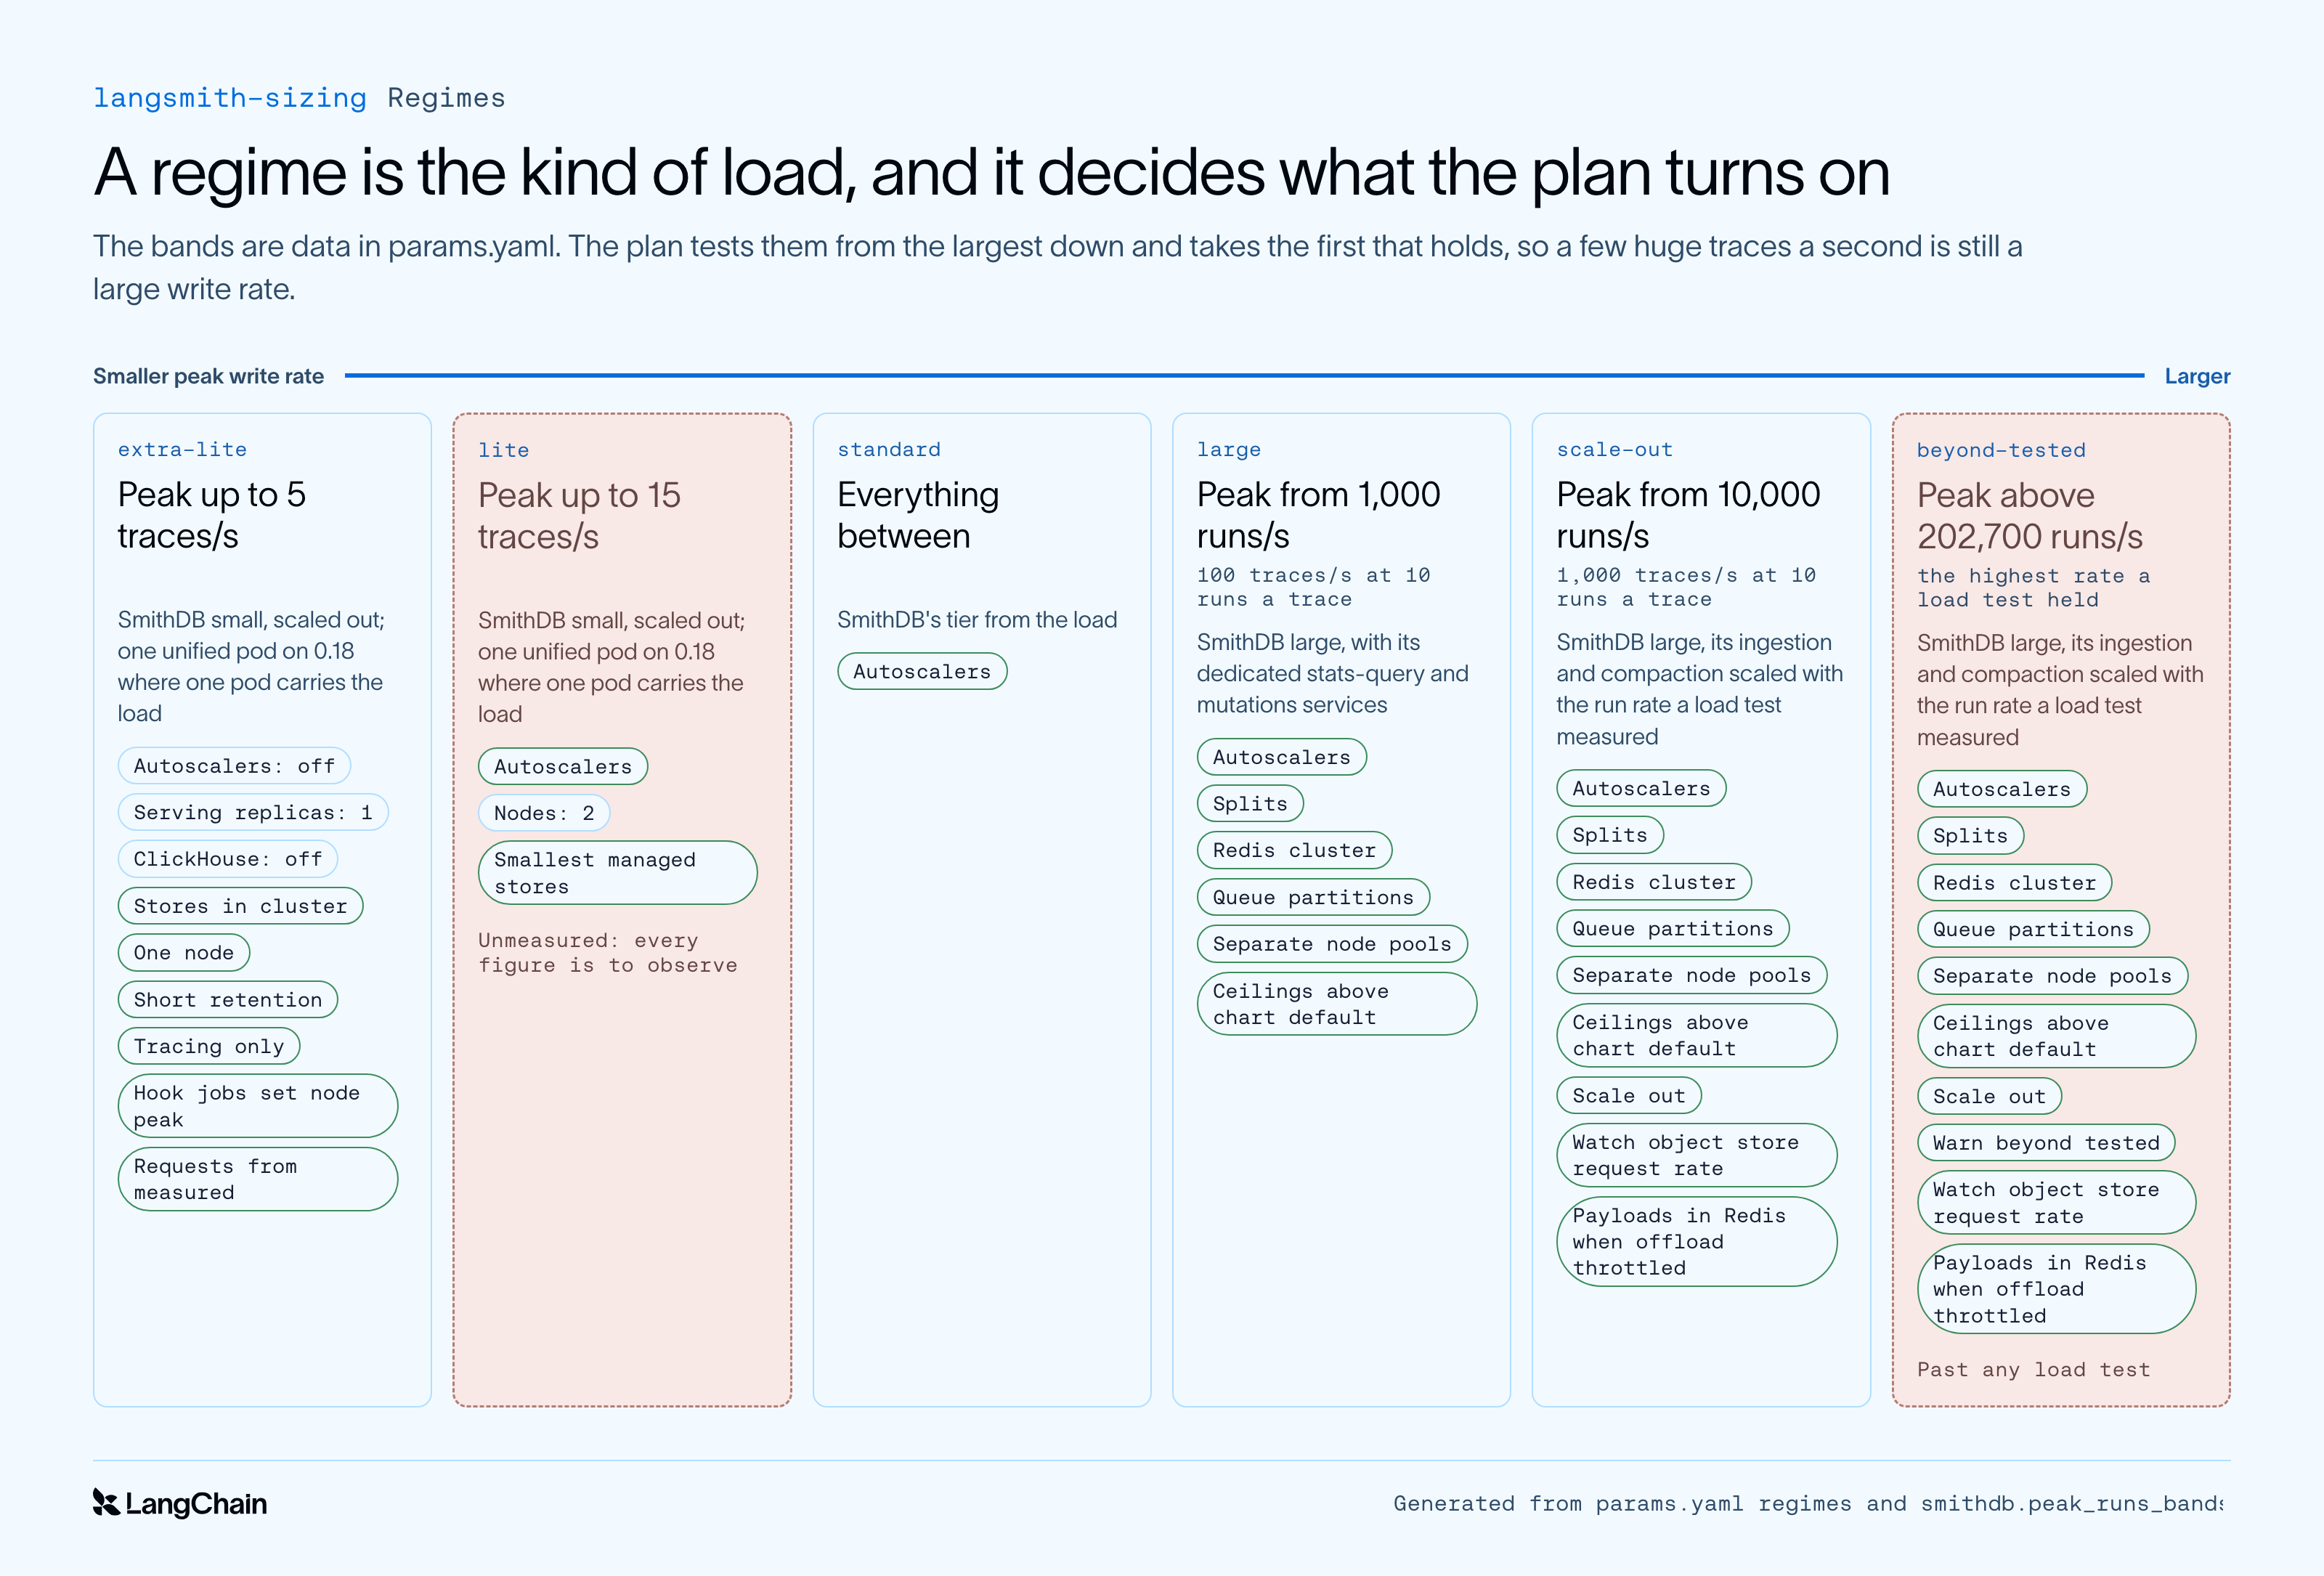 langsmith-sizing Regimes
A regime is the kind of load, and it decides what the plan turns on
The bands are data in params.yaml. The plan tests them from the largest down and takes the first that holds, so a few huge traces a second is still a
large write rate.
Smaller peak write rate
Larger
extra-lite
Peak up to 5
traces/s
SmithDB small, scaled out;
one unified pod on 0.18
where one pod carries the
load
Autoscalers: off
Serving replicas: 1
ClickHouse: off
Stores in cluster
One node
Short retention
Tracing only
Hook jobs set node
peak
Requests from
measured
lite
Peak up to 15
traces/s
SmithDB small, scaled out;
one unified pod on 0.18
where one pod carries the
load
Autoscalers
Nodes: 2
Smallest managed
stores
Unmeasured: every
figure is to observe
standard
Everything
between
SmithDB's tier from the load
Autoscalers
large
Peak from 1,000
runs/s
100 traces/s at 10
runs a trace
SmithDB large, with its
dedicated stats-query and
mutations services
Autoscalers
Splits
Redis cluster
Queue partitions
Separate node pools
Ceilings above
chart default
scale-out
Peak from 10,000
runs/s
1,000 traces/s at 10
runs a trace
SmithDB large, its ingestion
and compaction scaled with
the run rate a load test
measured
Autoscalers
Splits
Redis cluster
Queue partitions
Separate node pools
Ceilings above
chart default
Scale out
Watch object store
request rate
Payloads in Redis
when offload
throttled
beyond-tested
Peak above
202,700 runs/s
the highest rate a
load test held
SmithDB large, its ingestion
and compaction scaled with
the run rate a load test
measured
Autoscalers
Splits
Redis cluster
Queue partitions
Separate node pools
Ceilings above
chart default
Scale out
Warn beyond tested
Watch object store
request rate
Payloads in Redis
when offload
throttled
Past any load test
LangChain
Generated from params.yaml regimes and smithdb.peak_runs_bands